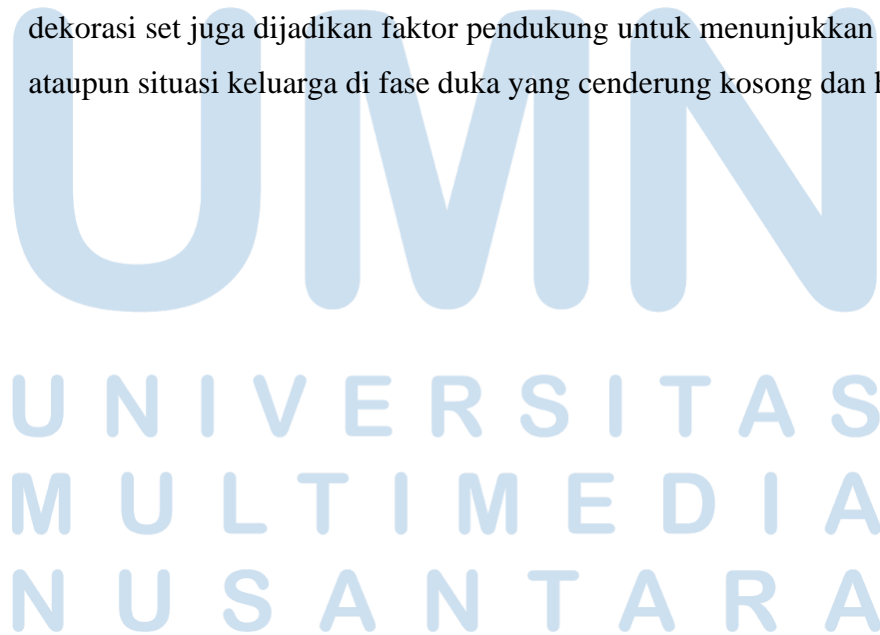 dekorasi set juga dijadikan faktor pendukung untuk menunjukkan
ataupun situasi keluarga di fase duka yang cenderung kosong dan
UMN
UNIVERSITAS
MULTIMEDIA
NUSANTARA